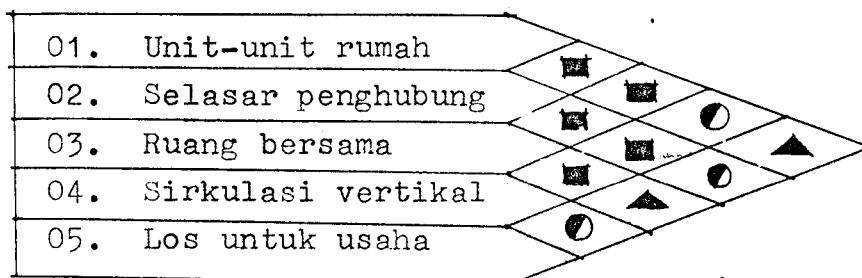 01. Unit-unit rumah
02. Selasar penghubung
03. Ruang bersama
04. Sirkulasi vertikal
05. Los untuk usaha